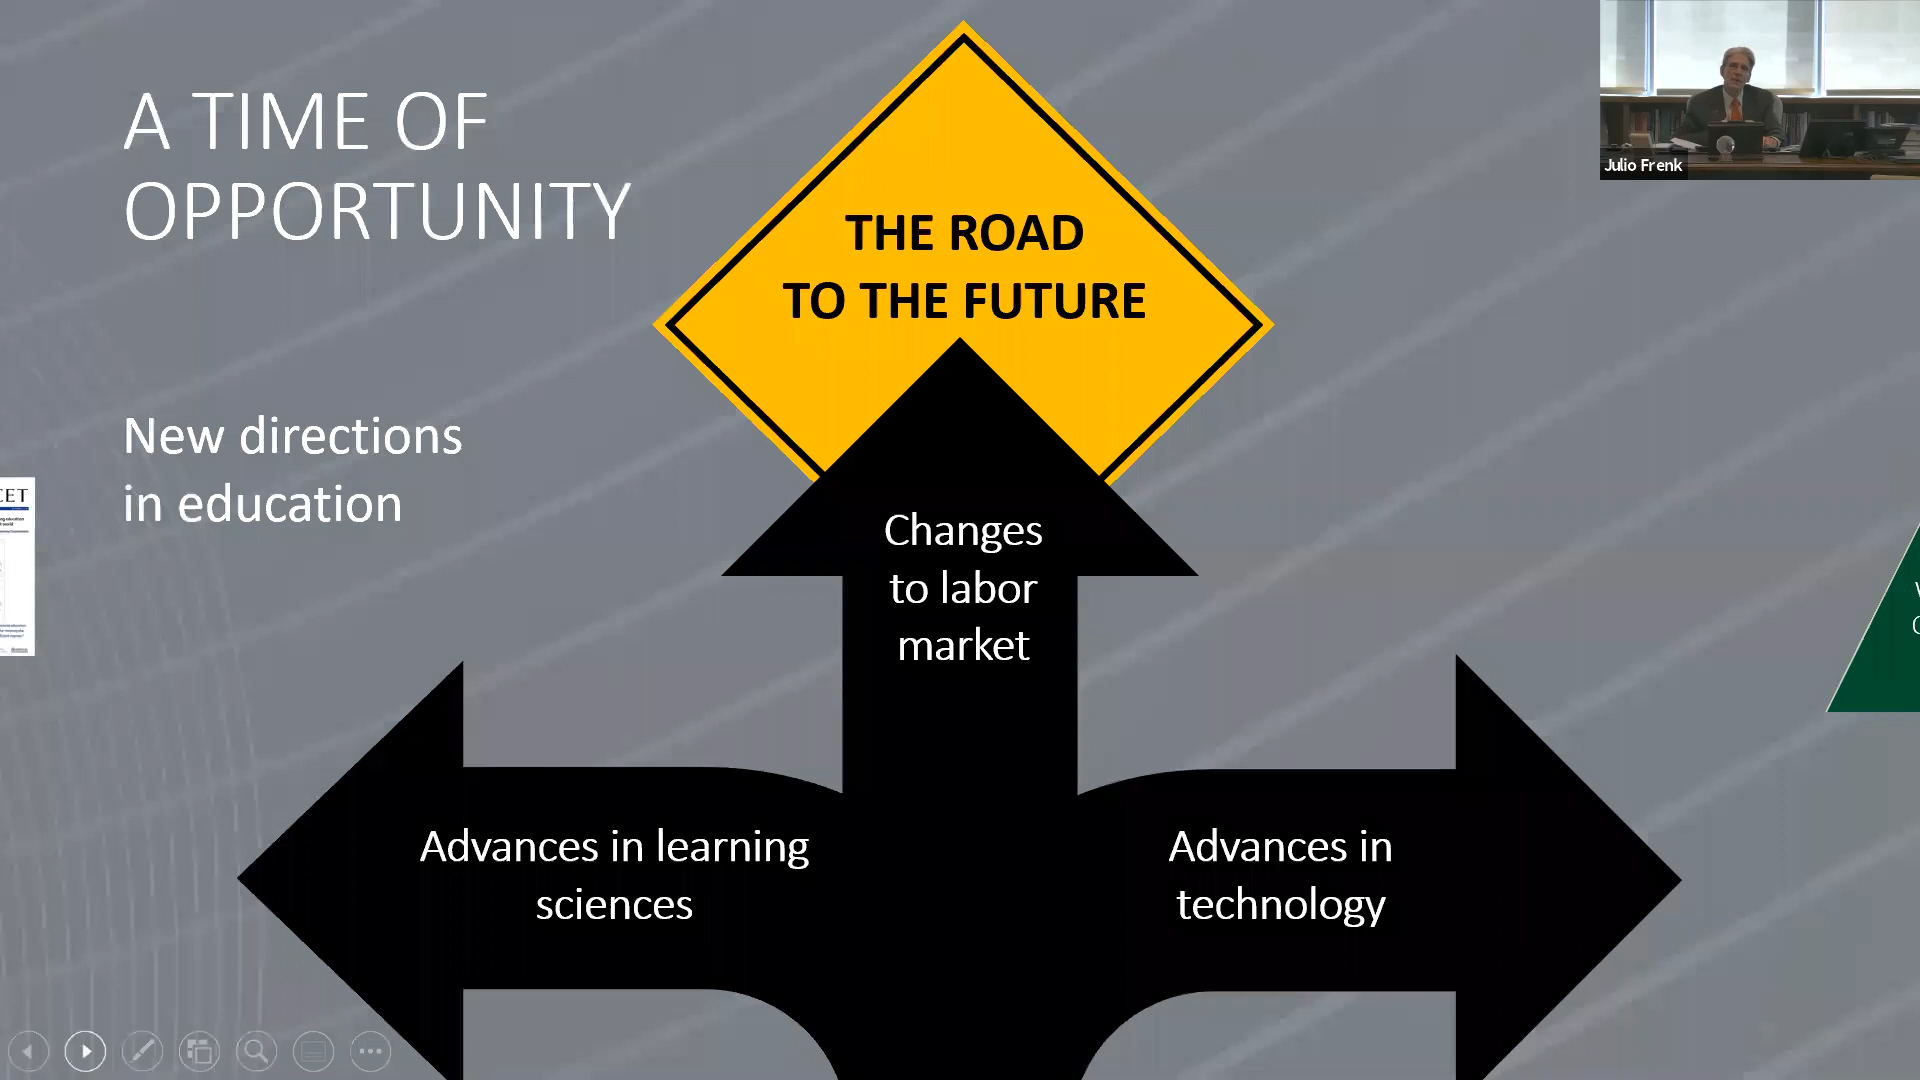 A TIME OF
OPPORTUNITY
Julio Frenk
THE ROAD
TO THE FUTURE
New directions
in education
CET
Changes
to labor
market
Advances in learning
sciences
Advances in
technology